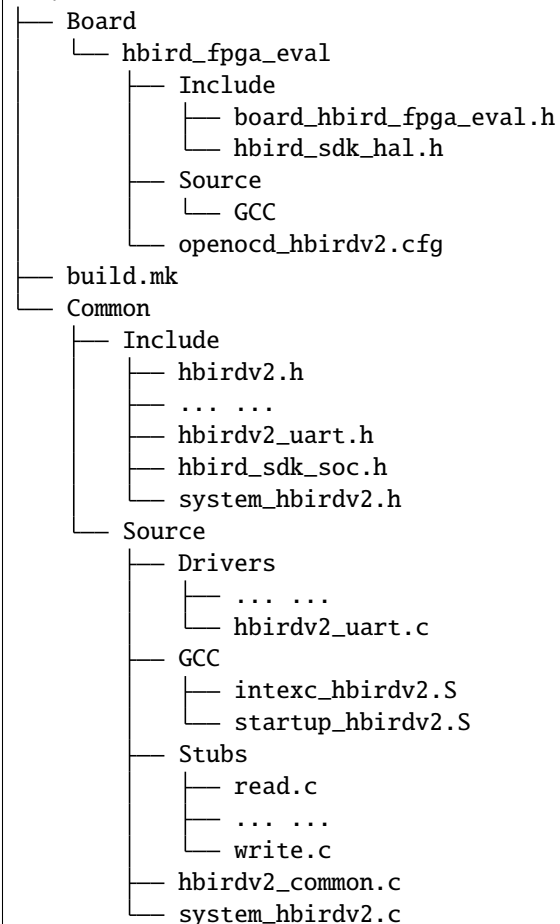 Board
hbird_fpga_eval
Include
board_hbird_fpga_eval.h
hbird_sdk_hal.h
Source
GCC
openocd_hbirdv2.cfg
build.mk
Common
Include
hbirdv2.h
... ...
hbirdv2_uart.h
hbird_sdk_soc.h
system_hbirdv2.h
Source
Drivers
... ...
hbirdv2_uart.c
GCC
intexc_hbirdv2.S
startup_hbirdv2.S
Stubs
read.c
... ...
write.c
hbirdv2_common.c
system_hbirdv2.c